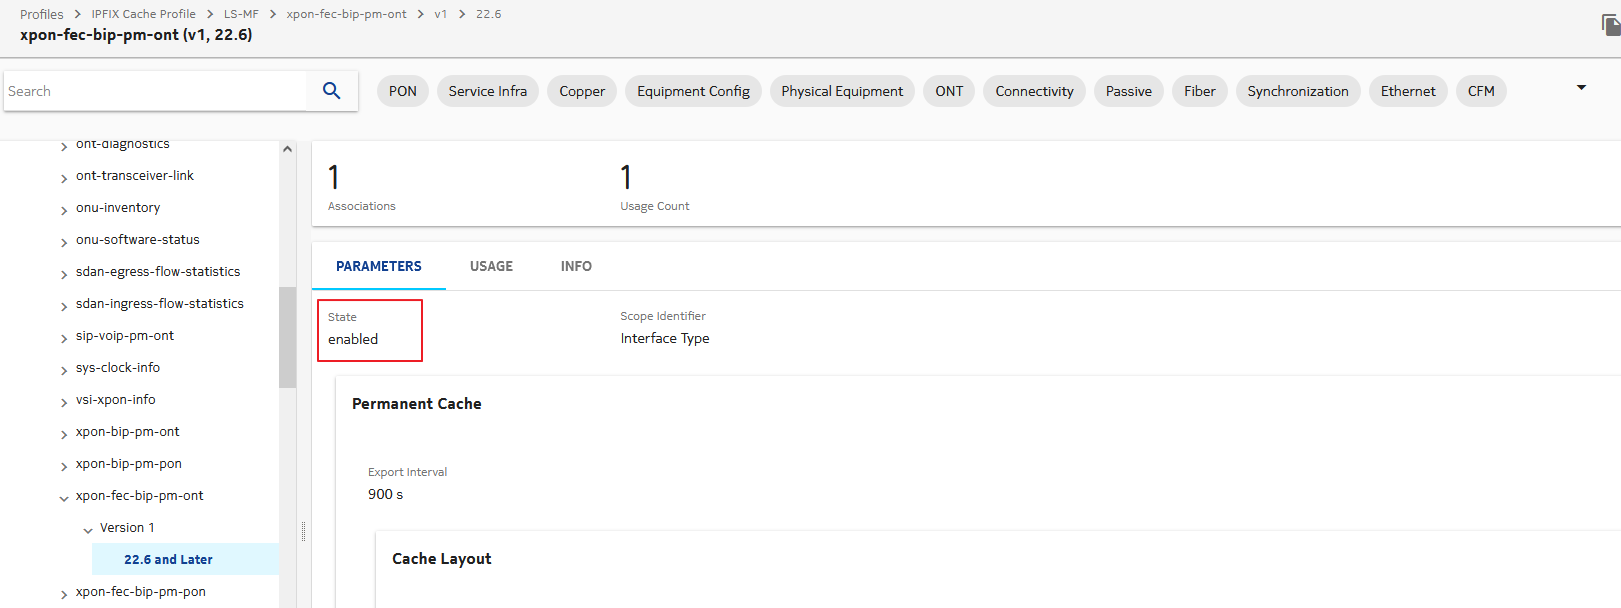 Profiles > IPFIX Cache Profile > LS-MF > xpon-fec-bip-pm-ont > v1 > 22.6
xpon-fec-bip-pm-ont (v1, 22.6)
Search
PON Service Infra Copper Equipment Config Physical Equipment ONT Connectivity Passive Fiber Synchronization Ethernet CFM
ont-diagnostics
ont-transceiver-link
onu-inventory
onu-software-status
sdan-egress-flow-statistics
sdan-ingress-flow-statistics
sip-voip-pm-ont
sys-clock-info
vsi-xpon-info
xpon-bip-pm-ont
xpon-bip-pm-pon
xpon-fec-bip-pm-ont
Version 1
22.6 and Later
xpon-fec-bip-pm-pon
1 1
Associations Usage Count
PARAMETERS USAGE INFO
State Scope Identifier
enabled Interface Type
Permanent Cache
Export Interval
900 s
Cache Layout